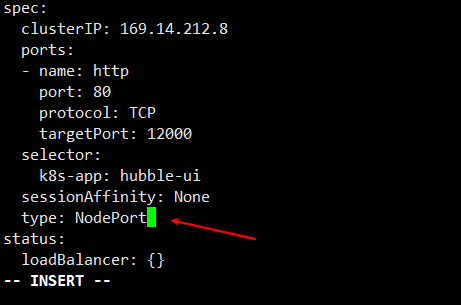 spec:
  clusterIP: 169.14.212.8
  ports:
  - name: http
    port: 80
    protocol: TCP
    targetPort: 12000
  selector:
    k8s-app: hubble-ui
  sessionAffinity: None
  type: NodePort
status:
  loadBalancer: {}
-- INSERT --